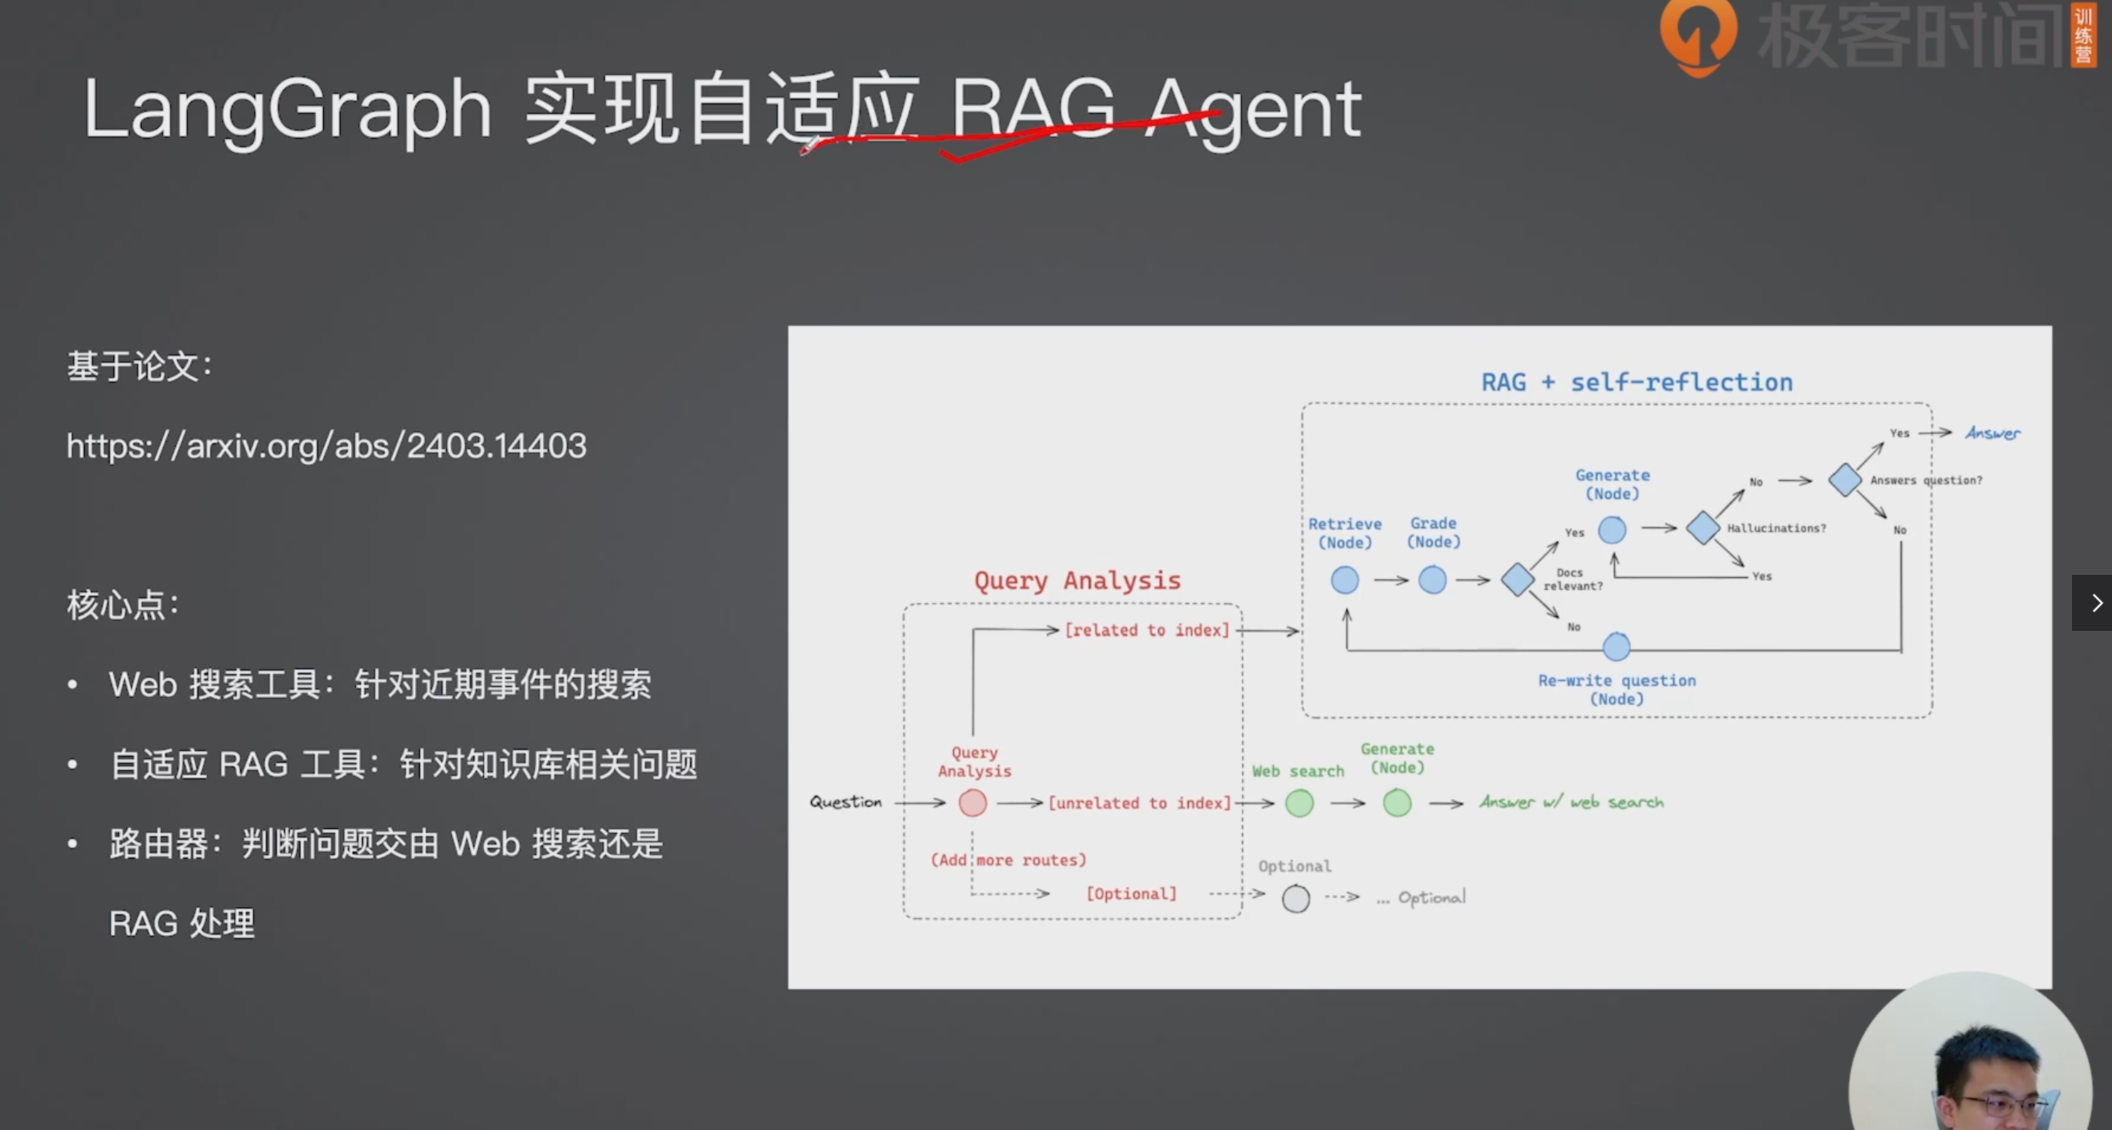 极客时间
训练营
LangGraph 实现自适应 RAG Agent
基于论文：
https://arxiv.org/abs/2403.14403
核心点：
• Web 搜索工具：针对近期事件的搜索
• 自适应 RAG 工具：针对知识库相关问题
• 路由器：判断问题交由 Web 搜索还是
RAG 处理
RAG + self-reflection
Yes
Answer
Answers question?
No
Generate
(Node)
No
Hallucinations?
Yes
Retrieve
(Node)
Grade
(Node)
Yes
Docs
relevant?
No
Re-write question
(Node)
Query Analysis
[related to index]
Query
Analysis
Question
[unrelated to index]
Web search
Generate
(Node)
Answer w/ web search
(Add more routes)
[Optional]
Optional
... Optional